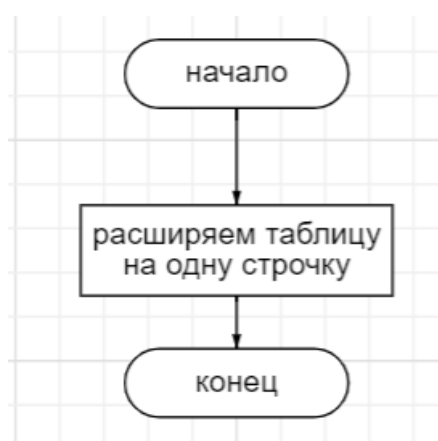 начало
расширяем таблицу
на одну строчку
конец